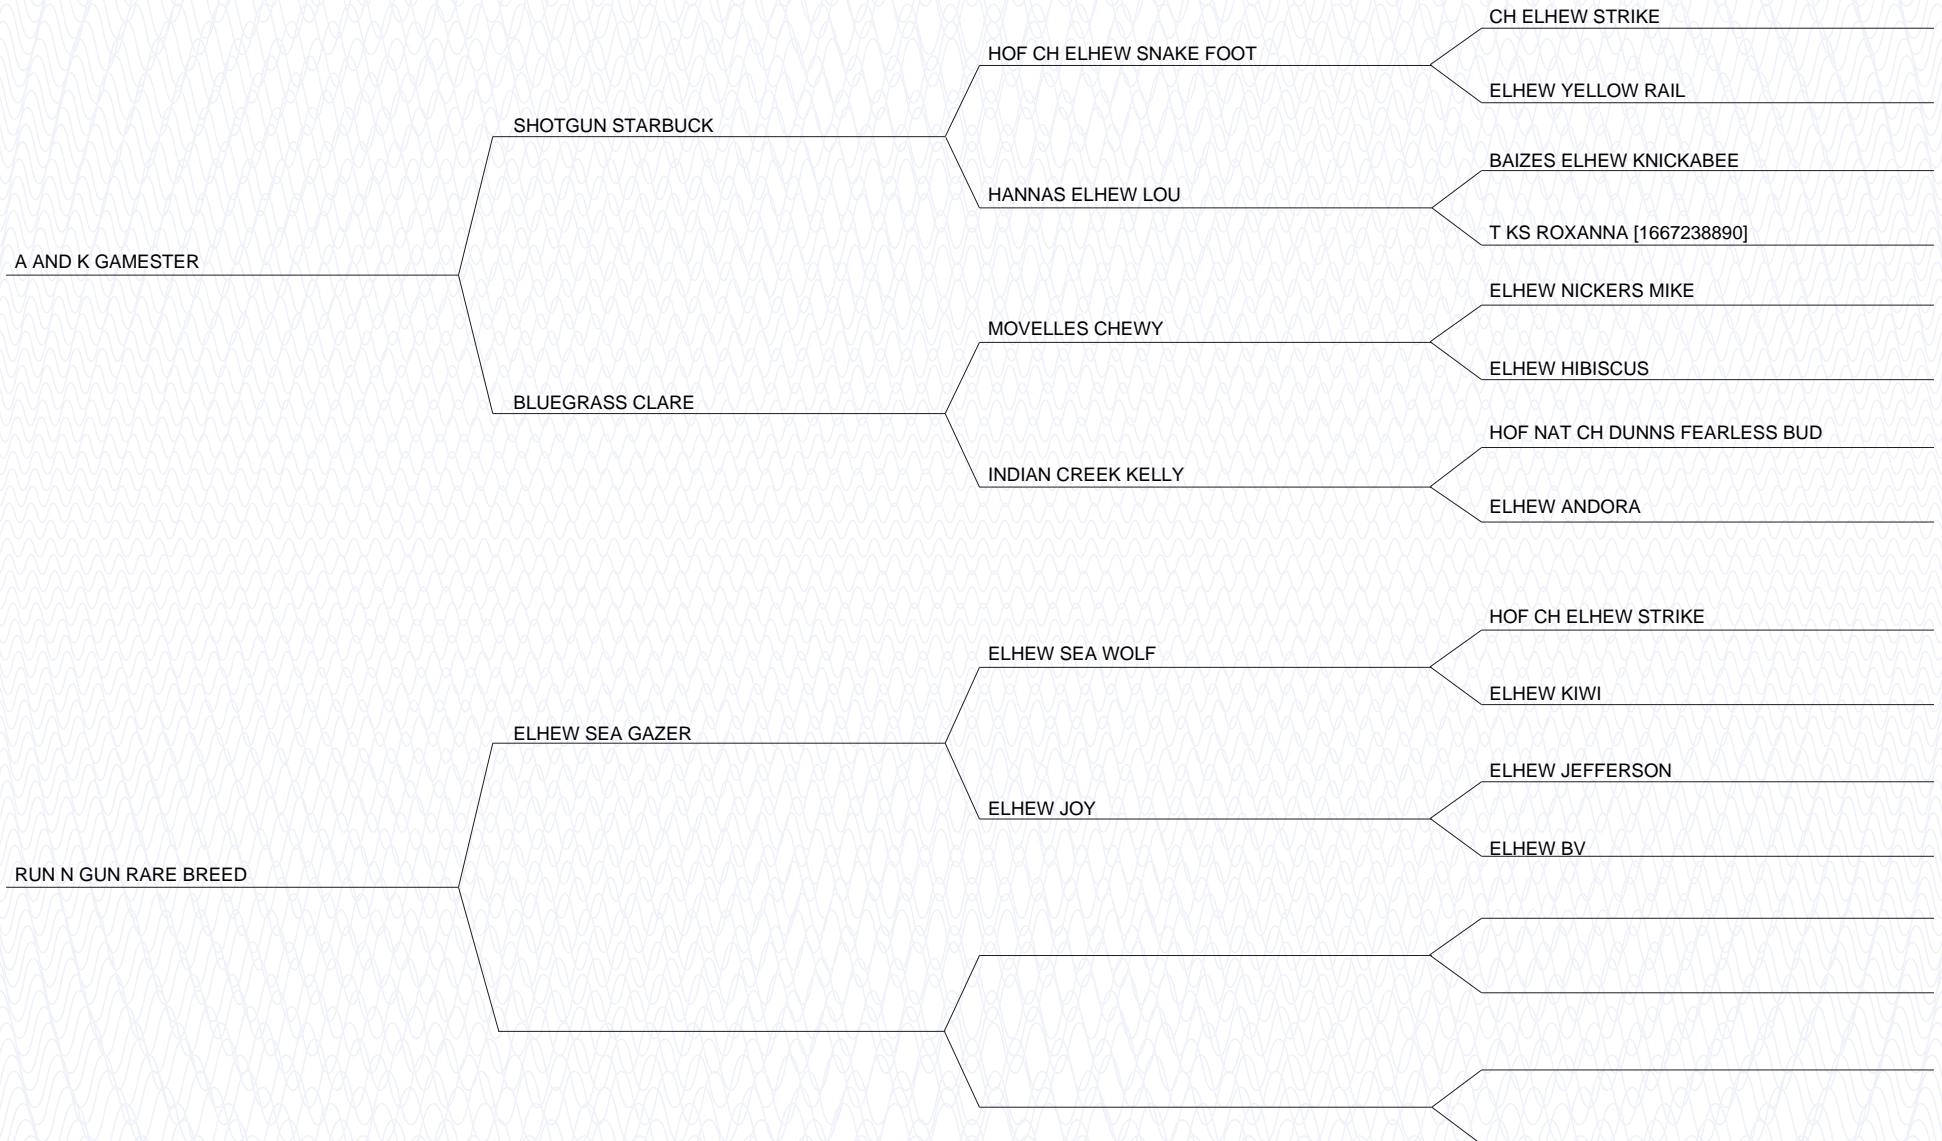 CH ELHEW STRIKE
HOF CH ELHEW SNAKE FOOT
ELHEW YELLOW RAIL
SHOTGUN STARBUCK
BAIZES ELHEW KNICKABEE
HANNAS ELHEW LOU
T KS ROXANNA [1667238890]
A AND K GAMESTER
ELHEW NICKERS MIKE
MOVELLES CHEWY
ELHEW HIBISCUS
BLUEGRASS CLARE
HOF NAT CH DUNNS FEARLESS BUD
INDIAN CREEK KELLY
ELHEW ANDORA
HOF CH ELHEW STRIKE
ELHEW SEA WOLF
ELHEW KIWI
ELHEW SEA GAZER
ELHEW JEFFERSON
ELHEW JOY
ELHEW BV
RUN N GUN RARE BREED